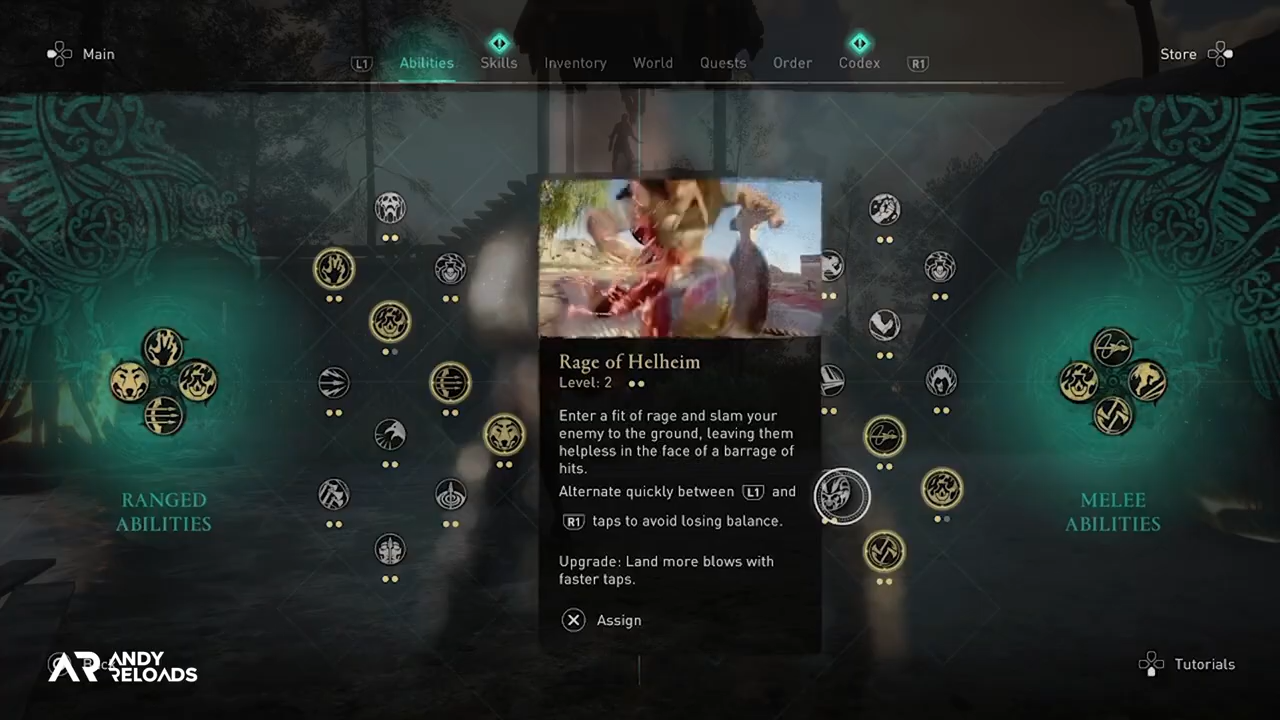 Main
L1
Abilities
Skills
Inventory
World
Quests
Order
Codex
R1
Store
Rage of Helheim
Level: 2
Enter a fit of rage and slam your
enemy to the ground, leaving them
helpless in the face of a barrage of
hits.
Alternate quickly between L1 and
R1 taps to avoid losing balance.
Upgrade: Land more blows with
faster taps.
Assign
RANGED
ABILITIES
MELEE
ABILITIES
AR ANDY
RELOADS
Tutorials